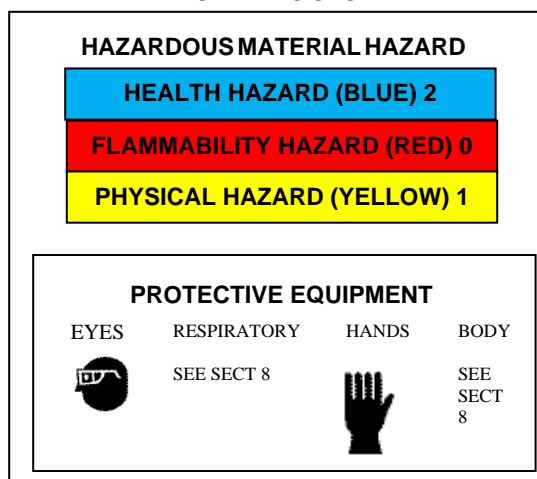 HAZARDOUS MATERIAL HAZARD
HEALTH HAZARD (BLUE) 2
FLAMMABILITY HAZARD (RED) 0
PHYSICAL HAZARD (YELLOW) 1
PROTECTIVE EQUIPMENT
EYES RESPIRATORY HANDS BODY
SEE SECT 8 SEE
SECT
8